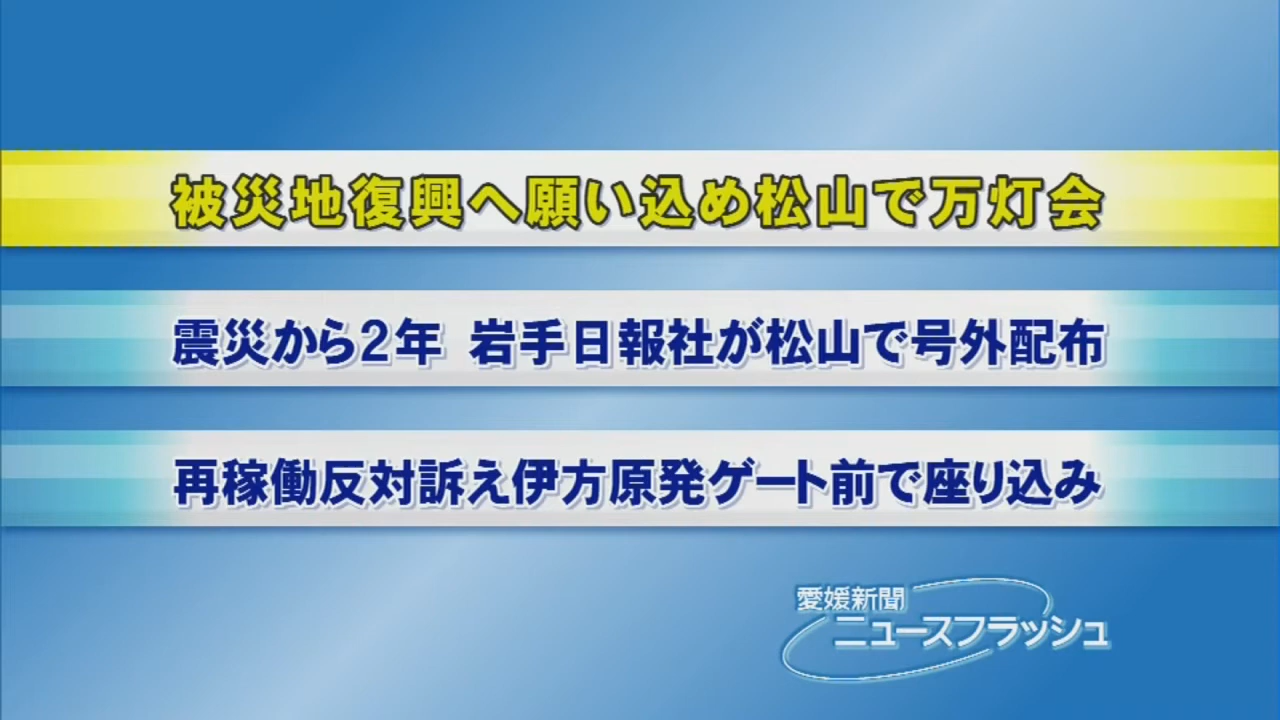 被災地復興へ願い込め松山で万灯会
震災から2年 岩手日報社が松山で号外配布
再稼働反対訴え伊方原発ゲート前で座り込み
愛媛新聞
ニュースフラッシュ